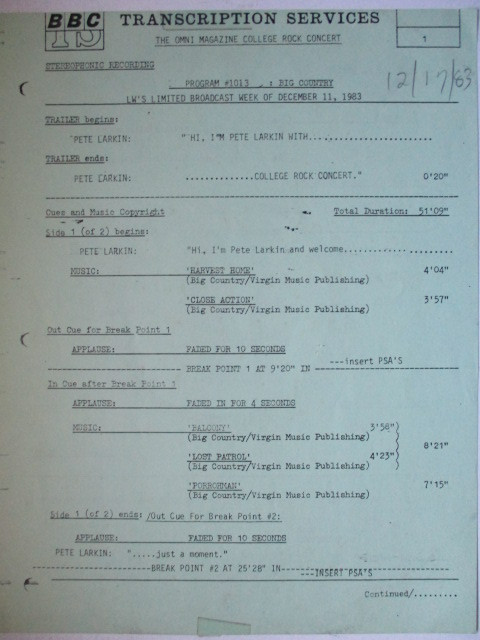 BBC TRANSCRIPTION SERVICES
TS
THE OMNI MAGAZINE COLLEGE ROCK CONCERT
1
STEREOPHONIC RECORDING
PROGRAM #1013 : BIG COUNTRY
12/17/83
LW'S LIMITED BROADCAST WEEK OF DECEMBER 11, 1983
TRAILER begins:
PETE LARKIN: "HI, I'M PETE LARKIN WITH......................
TRAILER ends:
PETE LARKIN: ..............COLLEGE ROCK CONCERT." 0'20"
Cues and Music Copyright Total Duration: 51'09"
Side 1 (of 2) begins:
PETE LARKIN: "Hi, I'm Pete Larkin and welcome...................
MUSIC: 'HARVEST HOME' 4'04"
(Big Country/Virgin Music Publishing)
'CLOSE ACTION' 3'57"
(Big Country/Virgin Music Publishing)
Out Cue for Break Point 1
APPLAUSE: FADED FOR 10 SECONDS
---insert PSA'S
BREAK POINT 1 AT 9'20" IN
In Cue after Break Point 1
APPLAUSE: FADED IN FOR 4 SECONDS
MUSIC: 'BALCONY' 3'58")
(Big Country/Virgin Music Publishing) )
8'21"
'LOST PATROL' 4'23")
(Big Country/Virgin Music Publishing) )
'PORROHMAN' 7'15"
(Big Country/Virgin Music Publishing)
Side 1 (of 2) ends: /Out Cue For Break Point #2:
APPLAUSE: FADED FOR 10 SECONDS
PETE LARKIN: ".....just a moment."
----------------------BREAK POINT #2 AT 25'28" IN----------------------
---INSERT PSA'S
Continued/.........